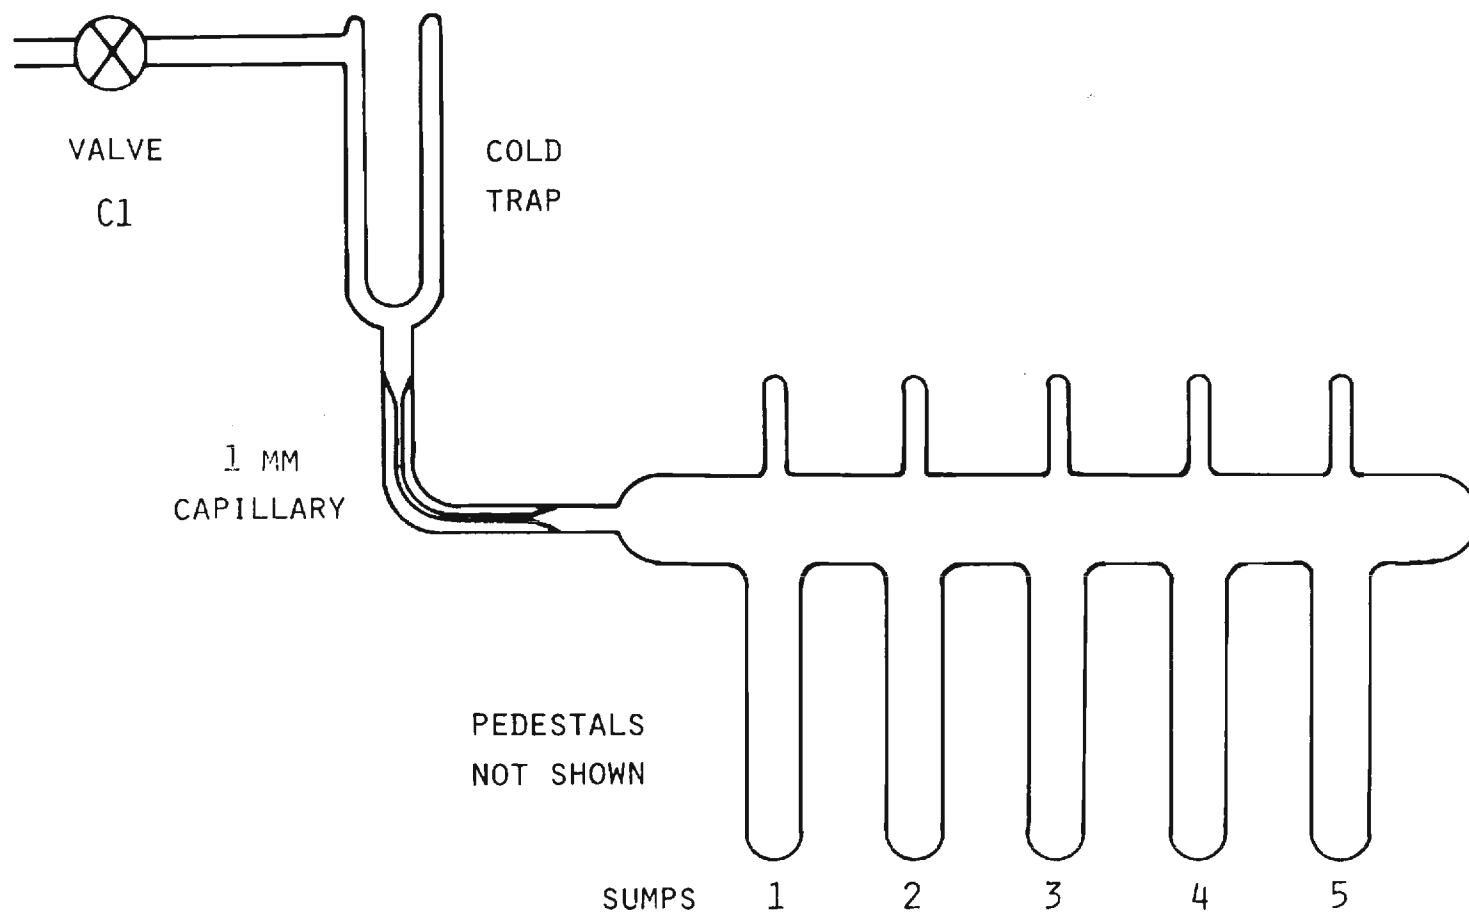 VALVE
C1
COLD
TRAP
1 MM
CAPILLARY
PEDESTALS
NOT SHOWN
SUMPS 1 2 3 4 5